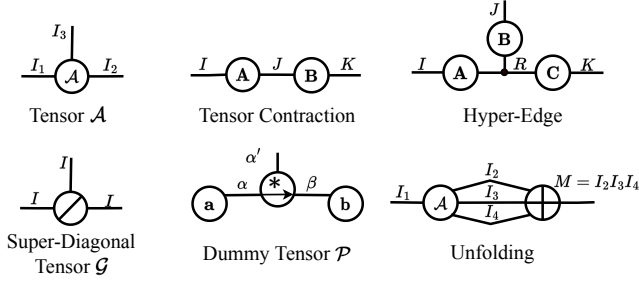 I₃
I₁ 𝓐 I₂
Tensor 𝓐
I A J B K
Tensor Contraction
J
B
I A R C K
Hyper-Edge
I
I I
Super-Diagonal
Tensor 𝓖
α′
a α * β b
Dummy Tensor 𝓟
I₁ 𝓐 I₂ I₃ I₄ M = I₂I₃I₄
Unfolding